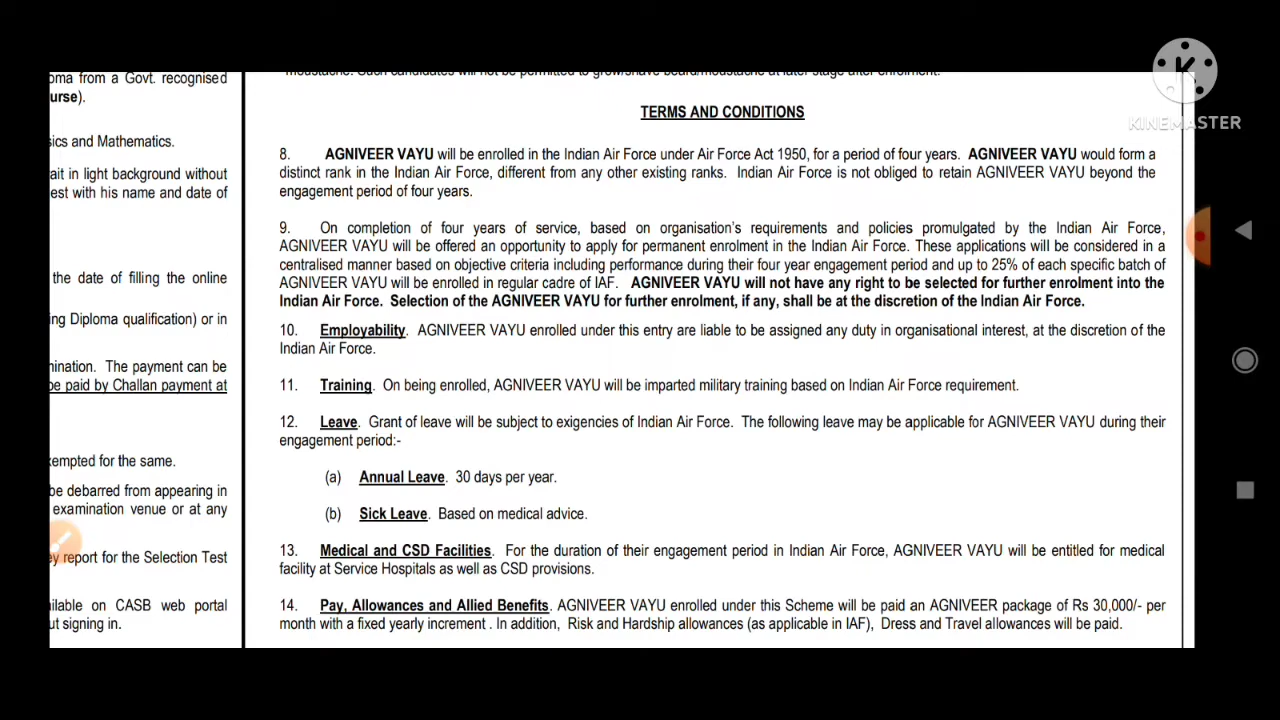 oma from a Govt. recognised
urse).
sics and Mathematics.
ait in light background without
est with his name and date of
the date of filling the online
ng Diploma qualification) or in
nination. The payment can be
be paid by Challan payment at
xempted for the same.
be debarred from appearing in
examination venue or at any
ey report for the Selection Test
ailable on CASB web portal
ut signing in.
moustache. Such candidates will not be permitted to grow/shave beard/moustache at later stage after enrolment.
TERMS AND CONDITIONS
8. AGNIVEER VAYU will be enrolled in the Indian Air Force under Air Force Act 1950, for a period of four years. AGNIVEER VAYU would form a
distinct rank in the Indian Air Force, different from any other existing ranks. Indian Air Force is not obliged to retain AGNIVEER VAYU beyond the
engagement period of four years.
9. On completion of four years of service, based on organisation's requirements and policies promulgated by the Indian Air Force,
AGNIVEER VAYU will be offered an opportunity to apply for permanent enrolment in the Indian Air Force. These applications will be considered in a
centralised manner based on objective criteria including performance during their four year engagement period and up to 25% of each specific batch of
AGNIVEER VAYU will be enrolled in regular cadre of IAF. AGNIVEER VAYU will not have any right to be selected for further enrolment into the
Indian Air Force. Selection of the AGNIVEER VAYU for further enrolment, if any, shall be at the discretion of the Indian Air Force.
10. Employability. AGNIVEER VAYU enrolled under this entry are liable to be assigned any duty in organisational interest, at the discretion of the
Indian Air Force.
11. Training. On being enrolled, AGNIVEER VAYU will be imparted military training based on Indian Air Force requirement.
12. Leave. Grant of leave will be subject to exigencies of Indian Air Force. The following leave may be applicable for AGNIVEER VAYU during their
engagement period:-
(a) Annual Leave. 30 days per year.
(b) Sick Leave. Based on medical advice.
13. Medical and CSD Facilities. For the duration of their engagement period in Indian Air Force, AGNIVEER VAYU will be entitled for medical
facility at Service Hospitals as well as CSD provisions.
14. Pay, Allowances and Allied Benefits. AGNIVEER VAYU enrolled under this Scheme will be paid an AGNIVEER package of Rs 30,000/- per
month with a fixed yearly increment . In addition, Risk and Hardship allowances (as applicable in IAF), Dress and Travel allowances will be paid.
K
KINEMASTER